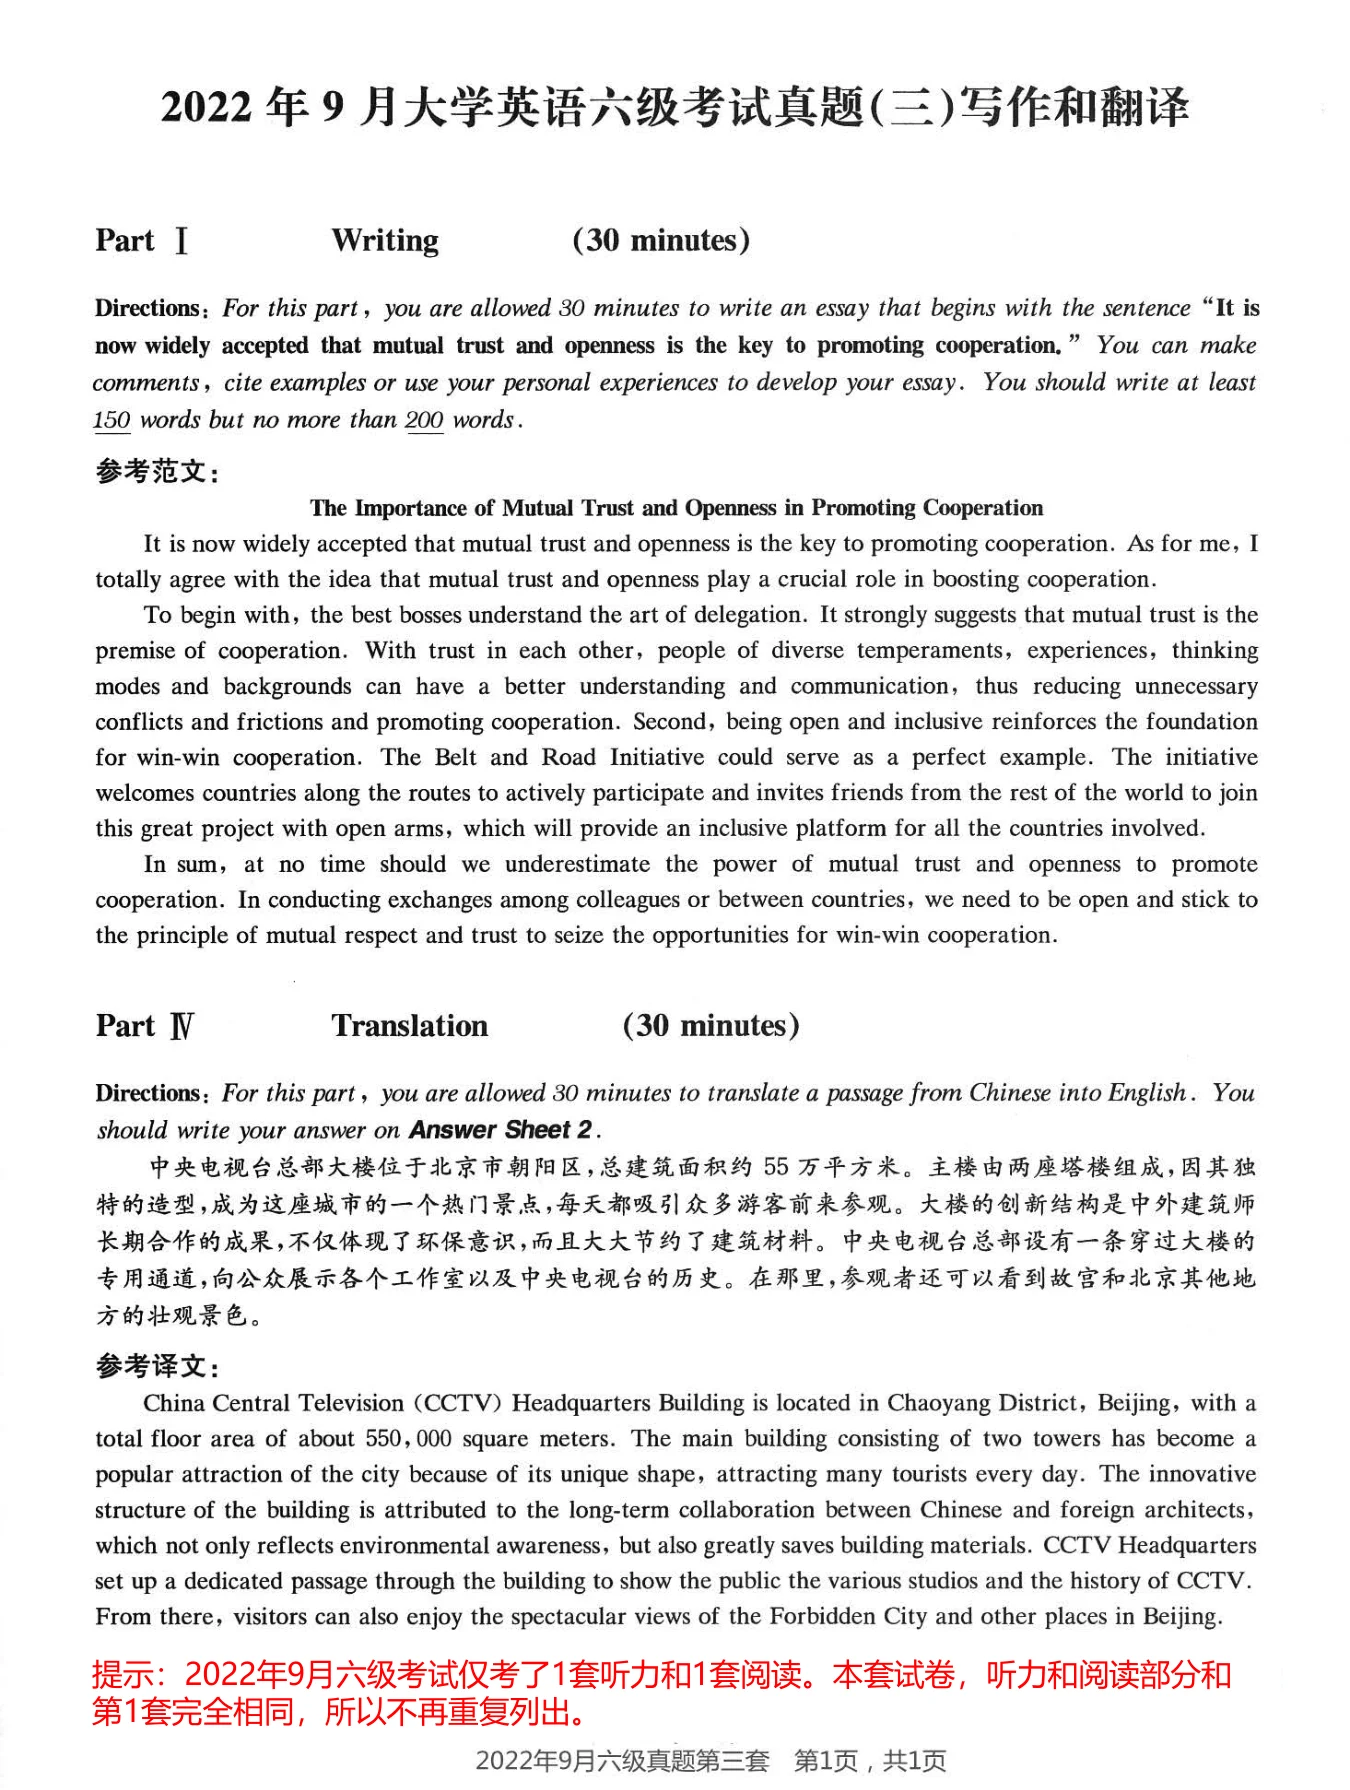 2022 年 9 月大学英语六级考试真题(三)写作和翻译
Part Ⅰ Writing (30 minutes)
Directions: For this part, you are allowed 30 minutes to write an essay that begins with the sentence “It is
now widely accepted that mutual trust and openness is the key to promoting cooperation.” You can make
comments, cite examples or use your personal experiences to develop your essay. You should write at least
150 words but no more than 200 words.
参考范文:
The Importance of Mutual Trust and Openness in Promoting Cooperation
It is now widely accepted that mutual trust and openness is the key to promoting cooperation. As for me, I
totally agree with the idea that mutual trust and openness play a crucial role in boosting cooperation.
To begin with, the best bosses understand the art of delegation. It strongly suggests that mutual trust is the
premise of cooperation. With trust in each other, people of diverse temperaments, experiences, thinking
modes and backgrounds can have a better understanding and communication, thus reducing unnecessary
conflicts and frictions and promoting cooperation. Second, being open and inclusive reinforces the foundation
for win-win cooperation. The Belt and Road Initiative could serve as a perfect example. The initiative
welcomes countries along the routes to actively participate and invites friends from the rest of the world to join
this great project with open arms, which will provide an inclusive platform for all the countries involved.
In sum, at no time should we underestimate the power of mutual trust and openness to promote
cooperation. In conducting exchanges among colleagues or between countries, we need to be open and stick to
the principle of mutual respect and trust to seize the opportunities for win-win cooperation.
Part Ⅳ Translation (30 minutes)
Directions: For this part, you are allowed 30 minutes to translate a passage from Chinese into English. You
should write your answer on Answer Sheet 2.
中央电视台总部大楼位于北京市朝阳区,总建筑面积约 55 万平方米。主楼由两座塔楼组成,因其独
特的造型,成为这座城市的一个热门景点,每天都吸引众多游客前来参观。大楼的创新结构是中外建筑师
长期合作的成果,不仅体现了环保意识,而且大大节约了建筑材料。中央电视台总部设有一条穿过大楼的
专用通道,向公众展示各个工作室以及中央电视台的历史。在那里,参观者还可以看到故宫和北京其他地
方的壮观景色。
参考译文:
China Central Television (CCTV) Headquarters Building is located in Chaoyang District, Beijing, with a
total floor area of about 550,000 square meters. The main building consisting of two towers has become a
popular attraction of the city because of its unique shape, attracting many tourists every day. The innovative
structure of the building is attributed to the long-term collaboration between Chinese and foreign architects,
which not only reflects environmental awareness, but also greatly saves building materials. CCTV Headquarters
set up a dedicated passage through the building to show the public the various studios and the history of CCTV.
From there, visitors can also enjoy the spectacular views of the Forbidden City and other places in Beijing.
提示：2022年9月六级考试仅考了1套听力和1套阅读。本套试卷，听力和阅读部分和
第1套完全相同，所以不再重复列出。
2022年9月六级真题第三套 第1页，共1页